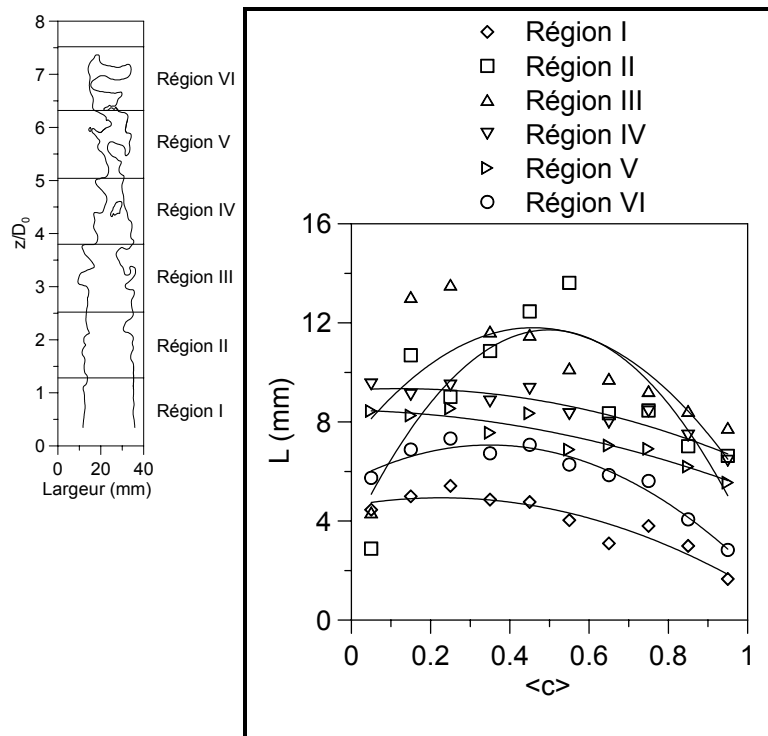 8
7
6
5
4
3
2
1
0
z/D0
Région VI
Région V
Région IV
Région III
Région II
Région I
0 20 40 60
Largeur (mm)
Région I
Région II
Région III
Région IV
Région V
Région VI
16
12
8
4
0
L (mm)
0 0.2 0.4 0.6 0.8 1
<c>